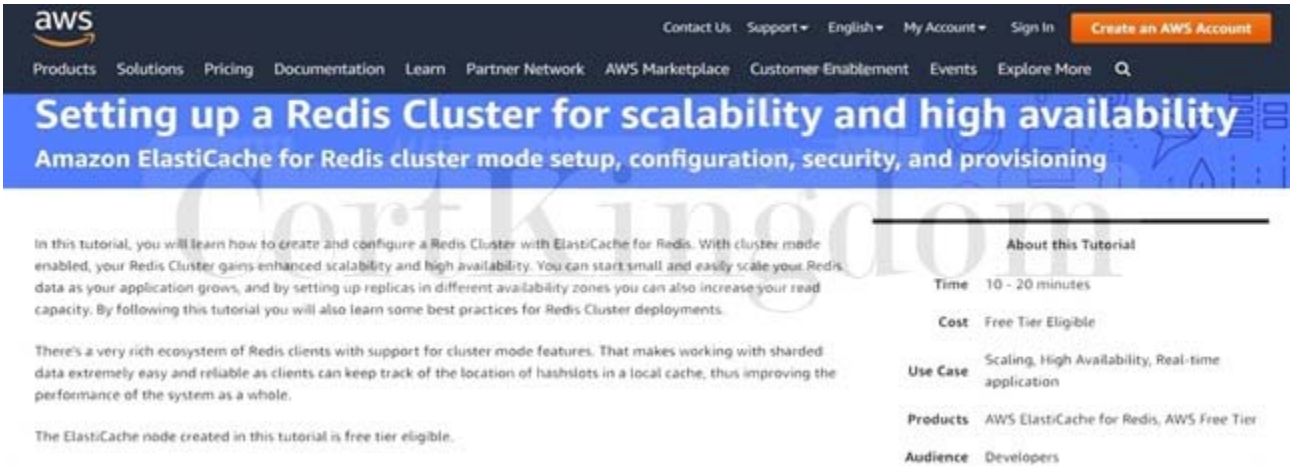 aws
Contact Us Support English My Account Sign In Create an AWS Account
Products Solutions Pricing Documentation Learn Partner Network AWS Marketplace Customer Enablement Events Explore More
Setting up a Redis Cluster for scalability and high availability
Amazon ElastiCache for Redis cluster mode setup, configuration, security, and provisioning
CertKingdom
In this tutorial, you will learn how to create and configure a Redis Cluster with ElastiCache for Redis. With cluster mode
enabled, your Redis Cluster gains enhanced scalability and high availability. You can start small and easily scale your Redis
data as your application grows, and by setting up replicas in different availability zones you can also increase your read
capacity. By following this tutorial you will also learn some best practices for Redis Cluster deployments.
There's a very rich ecosystem of Redis clients with support for cluster mode features. That makes working with sharded
data extremely easy and reliable as clients can keep track of the location of hashslots in a local cache, thus improving the
performance of the system as a whole.
The ElastiCache node created in this tutorial is free tier eligible.
About this Tutorial
Time 10 - 20 minutes
Cost Free Tier Eligible
Use Case Scaling, High Availability, Real-time
application
Products AWS ElastiCache for Redis, AWS Free Tier
Audience Developers